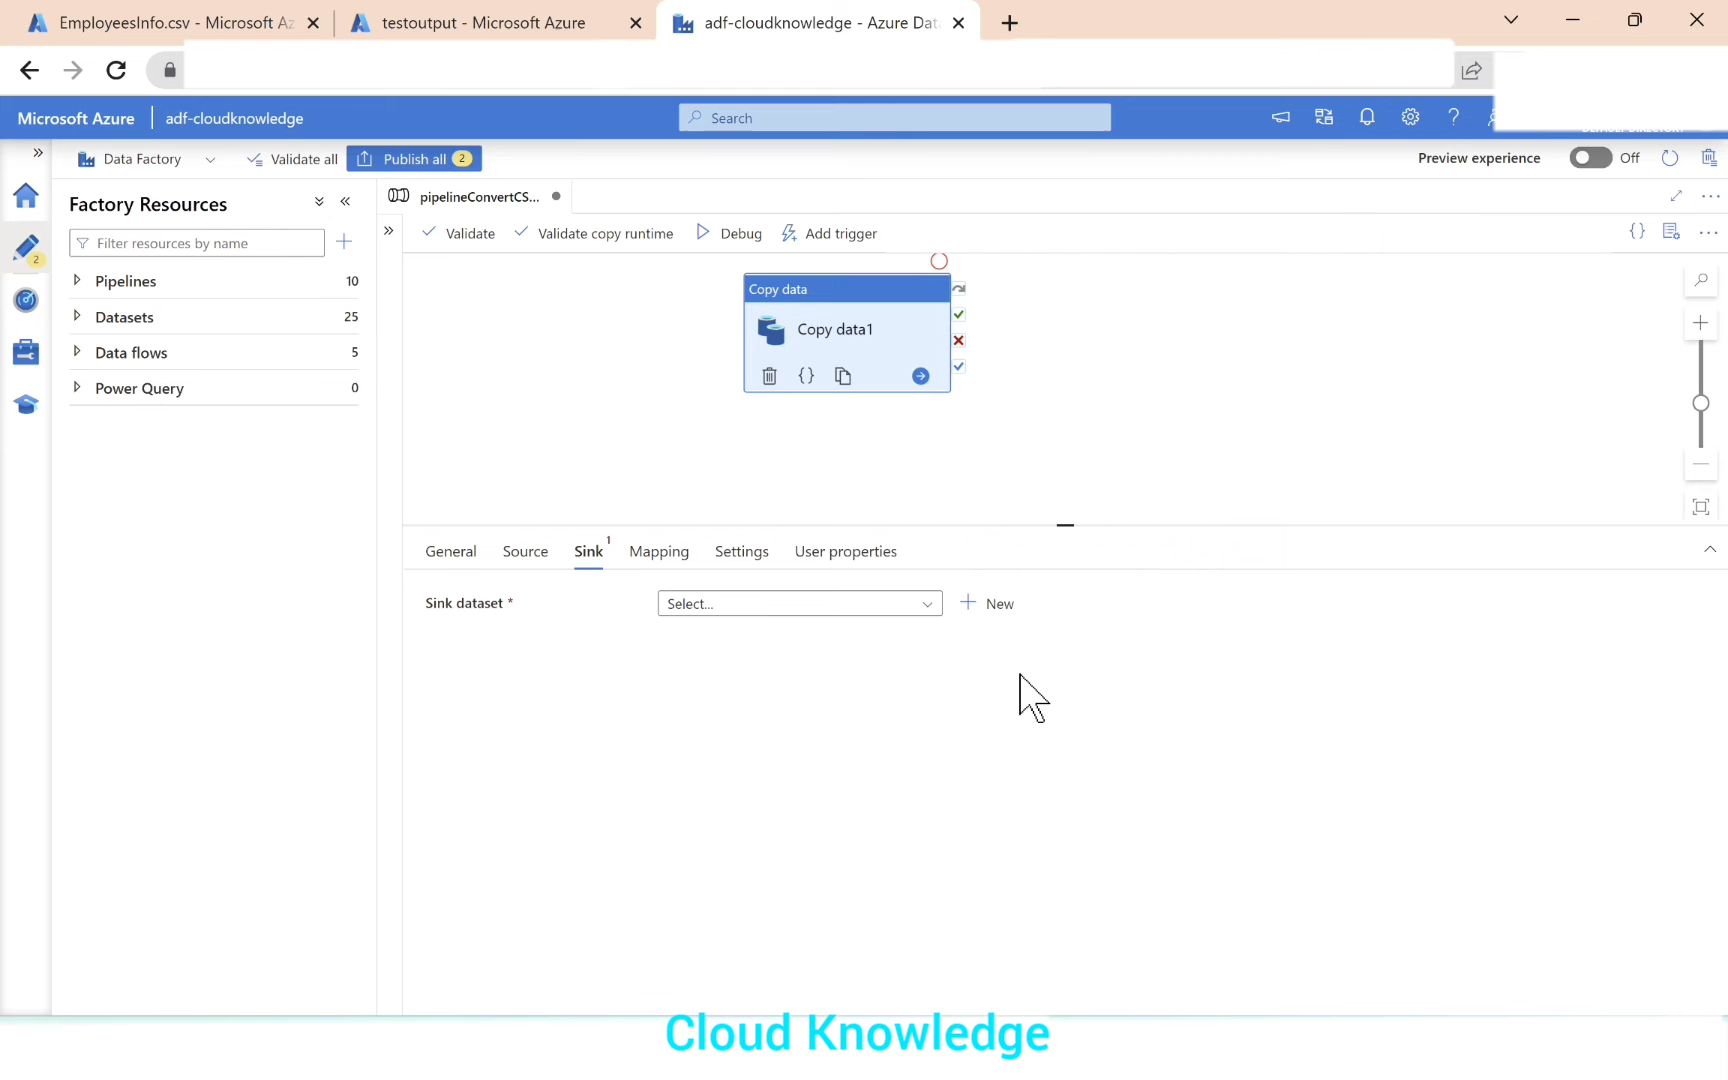 EmployeesInfo.csv - Microsoft Az
testoutput - Microsoft Azure
adf-cloudknowledge - Azure Dat
Microsoft Azure
adf-cloudknowledge
Search
Data Factory
Validate all
Publish all
2
Preview experience
Off
2
Factory Resources
Filter resources by name
Pipelines 10
Datasets 25
Data flows 5
Power Query 0
pipelineConvertCS...
Validate
Validate copy runtime
Debug
Add trigger
Copy data
Copy data1
General
Source
Sink 1
Mapping
Settings
User properties
Sink dataset *
Select...
New
Cloud Knowledge